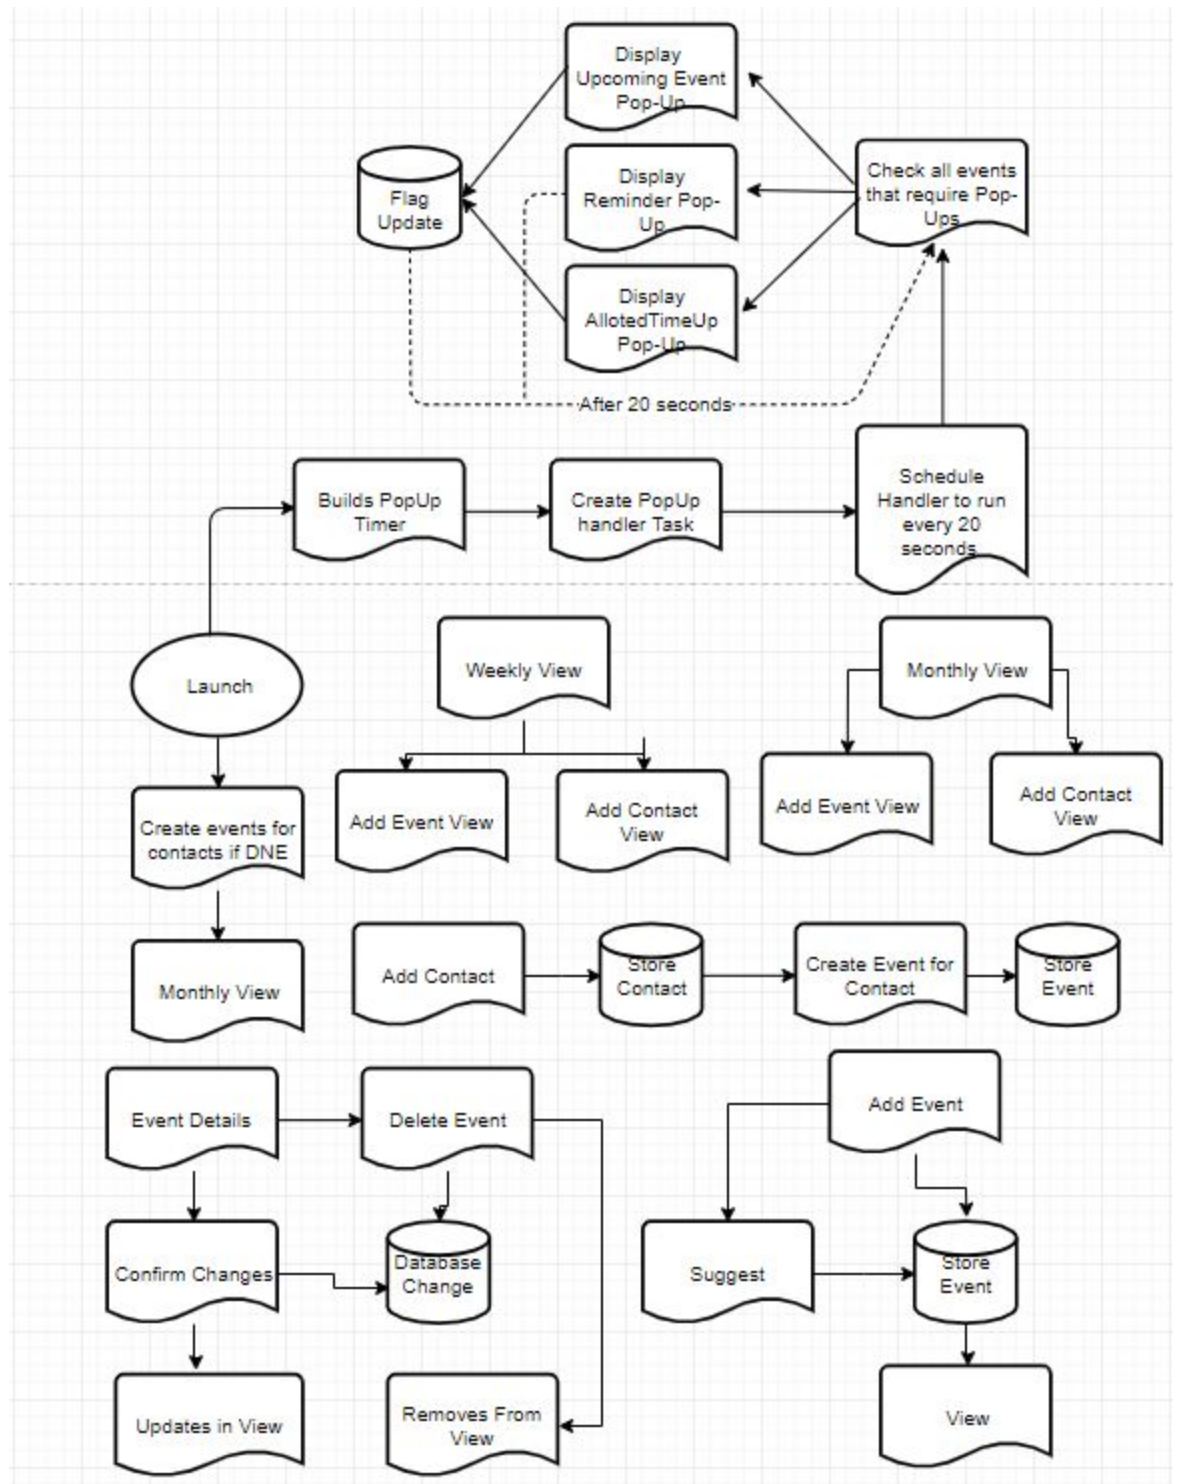 Display
Upcoming Event
Pop-Up
Check all events
that require Pop-
Ups
Flag
Update
Display
Reminder Pop-
Up
Display
AllotedTimeUp
Pop-Up
After 20 seconds
Builds PopUp
Timer
Create PopUp
handler Task
Schedule
Handler to run
every 20
seconds
Launch
Weekly View
Monthly View
Create events for
contacts if DNE
Add Event View
Add Contact
View
Add Event View
Add Contact
View
Monthly View
Add Contact
Store
Contact
Create Event for
Contact
Store
Event
Event Details
Delete Event
Add Event
Confirm Changes
Database
Change
Suggest
Store
Event
Updates in View
Removes From
View
View